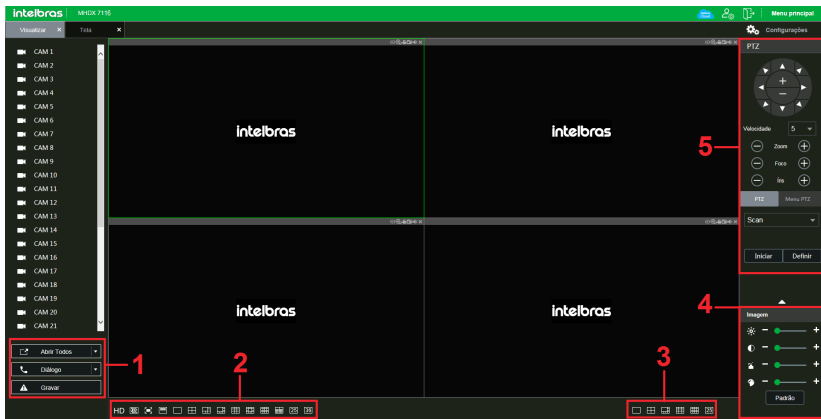 intelbras MHDX 7116 Menu principal
Visualizar × Tela × Configurações
CAM 1
CAM 2
CAM 3
CAM 4
CAM 5
CAM 6
CAM 7
CAM 8
CAM 9
CAM 10
CAM 11
CAM 12
CAM 13
CAM 14
CAM 15
CAM 16
CAM 17
CAM 18
CAM 19
CAM 20
CAM 21
Abrir Todos
Diálogo
Gravar
1
intelbras
intelbras
intelbras
intelbras
2
HD
3
PTZ
Velocidade 5
Zoom
Foco
Íris
PTZ Menu PTZ
Scan
Iniciar Definir
5
4
Imagem
Padrão